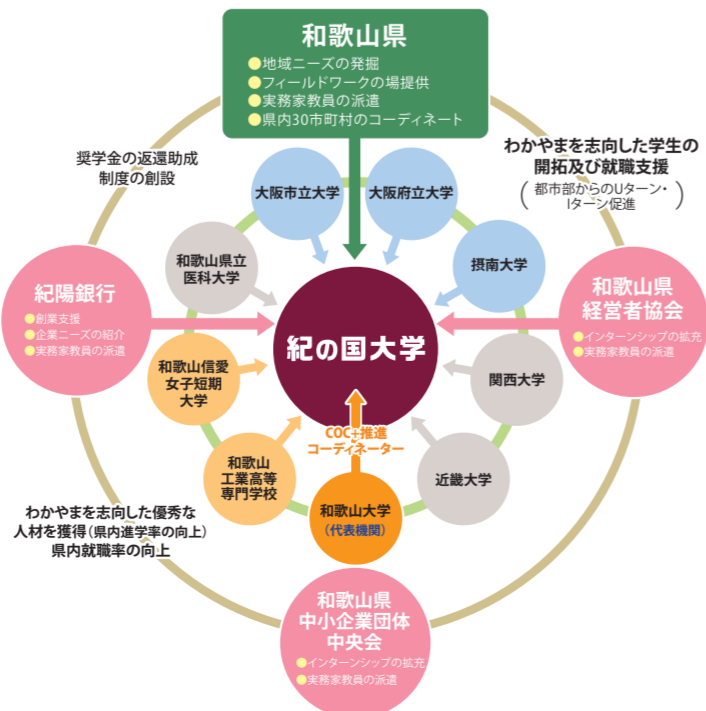 和歌山県
●地域ニーズの発掘
●フィールドワークの場提供
●実務家教員の派遣
●県内30市町村のコーディネート
奨学金の返還助成
制度の創設
わかやまを志向した学生の
開拓及び就職支援
(都市部からのUターン・
Iターン促進)
大阪市立大学
大阪府立大学
和歌山県立
医科大学
摂南大学
紀陽銀行
●創業支援
●企業ニーズの紹介
●実務家教員の派遣
紀の国大学
和歌山県
経営者協会
●インターンシップの拡充
●実務家教員の派遣
和歌山信愛
女子短期
大学
関西大学
COC+推進
コーディネーター
和歌山
工業高等
専門学校
近畿大学
和歌山大学
(代表機関)
わかやまを志向した優秀な
人材を獲得(県内進学率の向上)
県内就職率の向上
和歌山県
中小企業団体
中央会
●インターンシップの拡充
●実務家教員の派遣